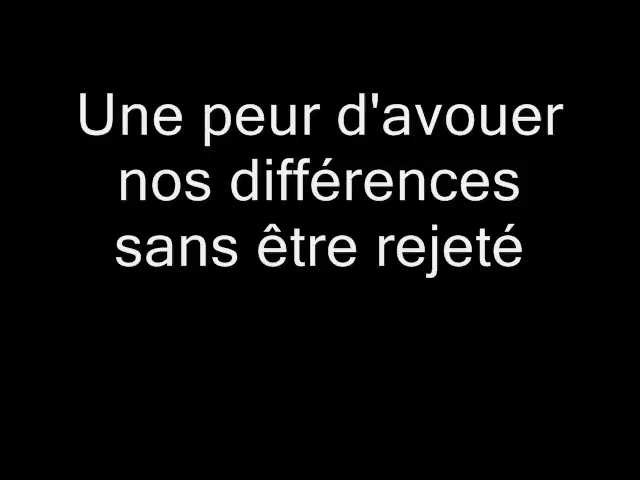 Une peur d'avouer
nos différences
sans être rejeté